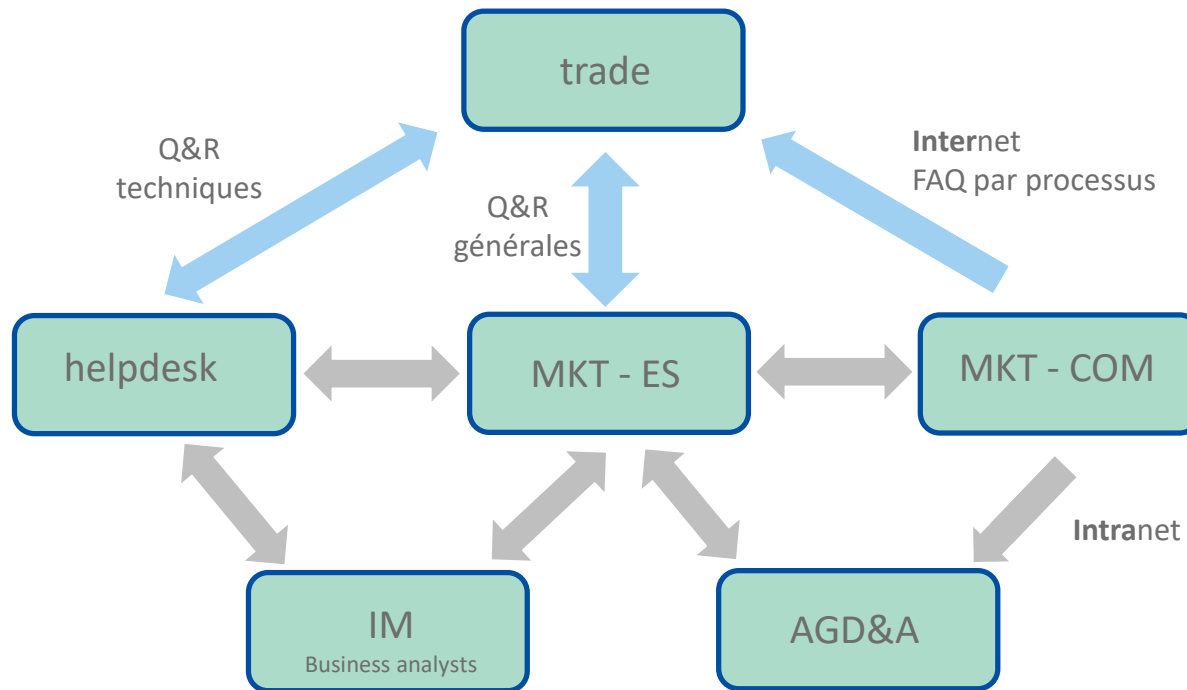 trade
Q&R
techniques
Internet
FAQ par processus
Q&R
générales
helpdesk
MKT - ES
MKT - COM
Intranet
IM
Business analysts
AGD&A